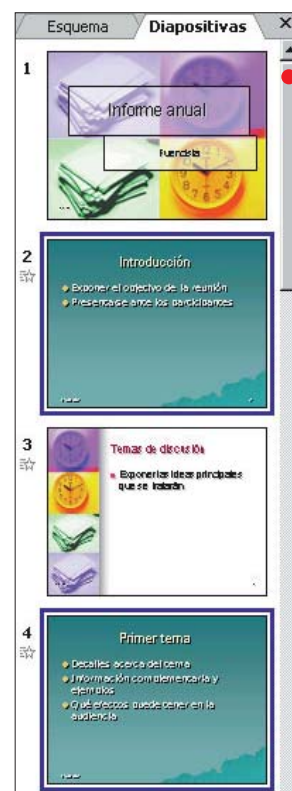 Esquema Diapositivas
1
Informe anual
Ponencista
2
Introducción
Exponer el objetivo de la reunión
Presentarse ante los participantes
3
Temas de discusión
Exponer las ideas principales
que se tratarán
4
Primer tema
Detalles acerca del tema
Información complementaria y
ejemplos
Qué efectos puede tener en la
audiencia